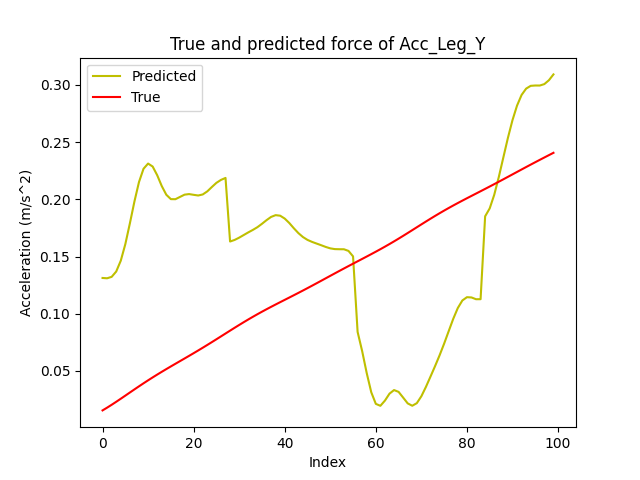 True and predicted force of Acc_Leg_Y
Predicted
True
0.30
0.25
0.20
0.15
0.10
0.05
Acceleration (m/s^2)
0 20 40 60 80 100
Index